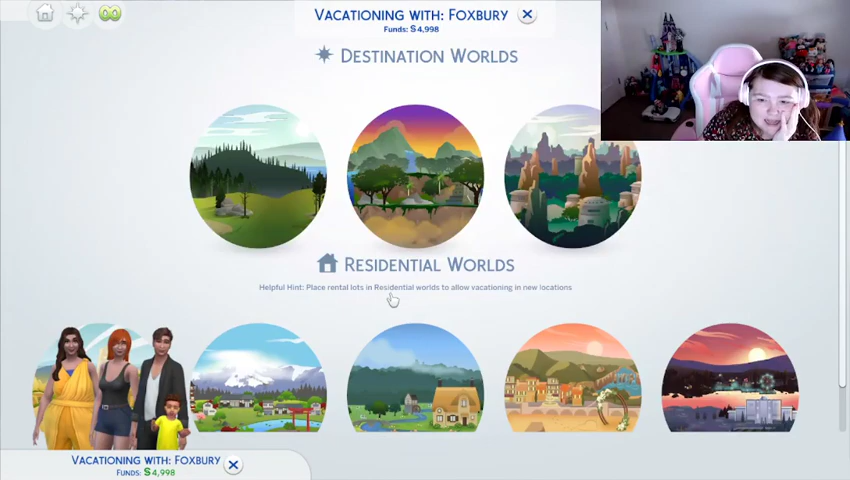 Vacationing with: Foxbury
Funds: §4,998
Destination Worlds
Residential Worlds
Helpful Hint: Place rental lots in Residential worlds to allow vacationing in new locations
Vacationing with: Foxbury
Funds: §4,998